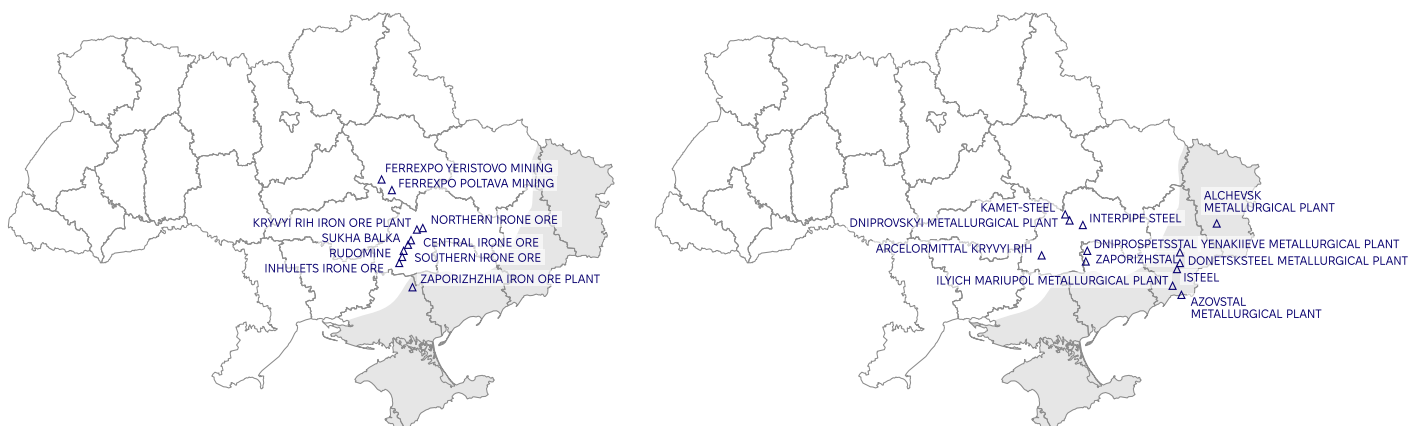 FERREXPO YERISTOVO MINING
FERREXPO POLTAVA MINING
KRYVYI RIH IRON ORE PLANT
NORTHERN IRONE ORE
SUKHA BALKA
CENTRAL IRONE ORE
RUDOMINE
SOUTHERN IRONE ORE
INHULETS IRONE ORE
ZAPORIZHZHIA IRON ORE PLANT
ALCHEVSK
METALLURGICAL PLANT
KAMET-STEEL
INTERPIPE STEEL
DNIPROVSKYI METALLURGICAL PLANT
DNIPROSPETSSTAL YENAKIIEVE METALLURGICAL PLANT
ARCELORMITTAL KRYVYI RIH
ZAPORIZHSTAL
DONETSKSTEEL METALLURGICAL PLANT
ISTEEL
ILYICH MARIUPOL METALLURGICAL PLANT
AZOVSTAL
METALLURGICAL PLANT